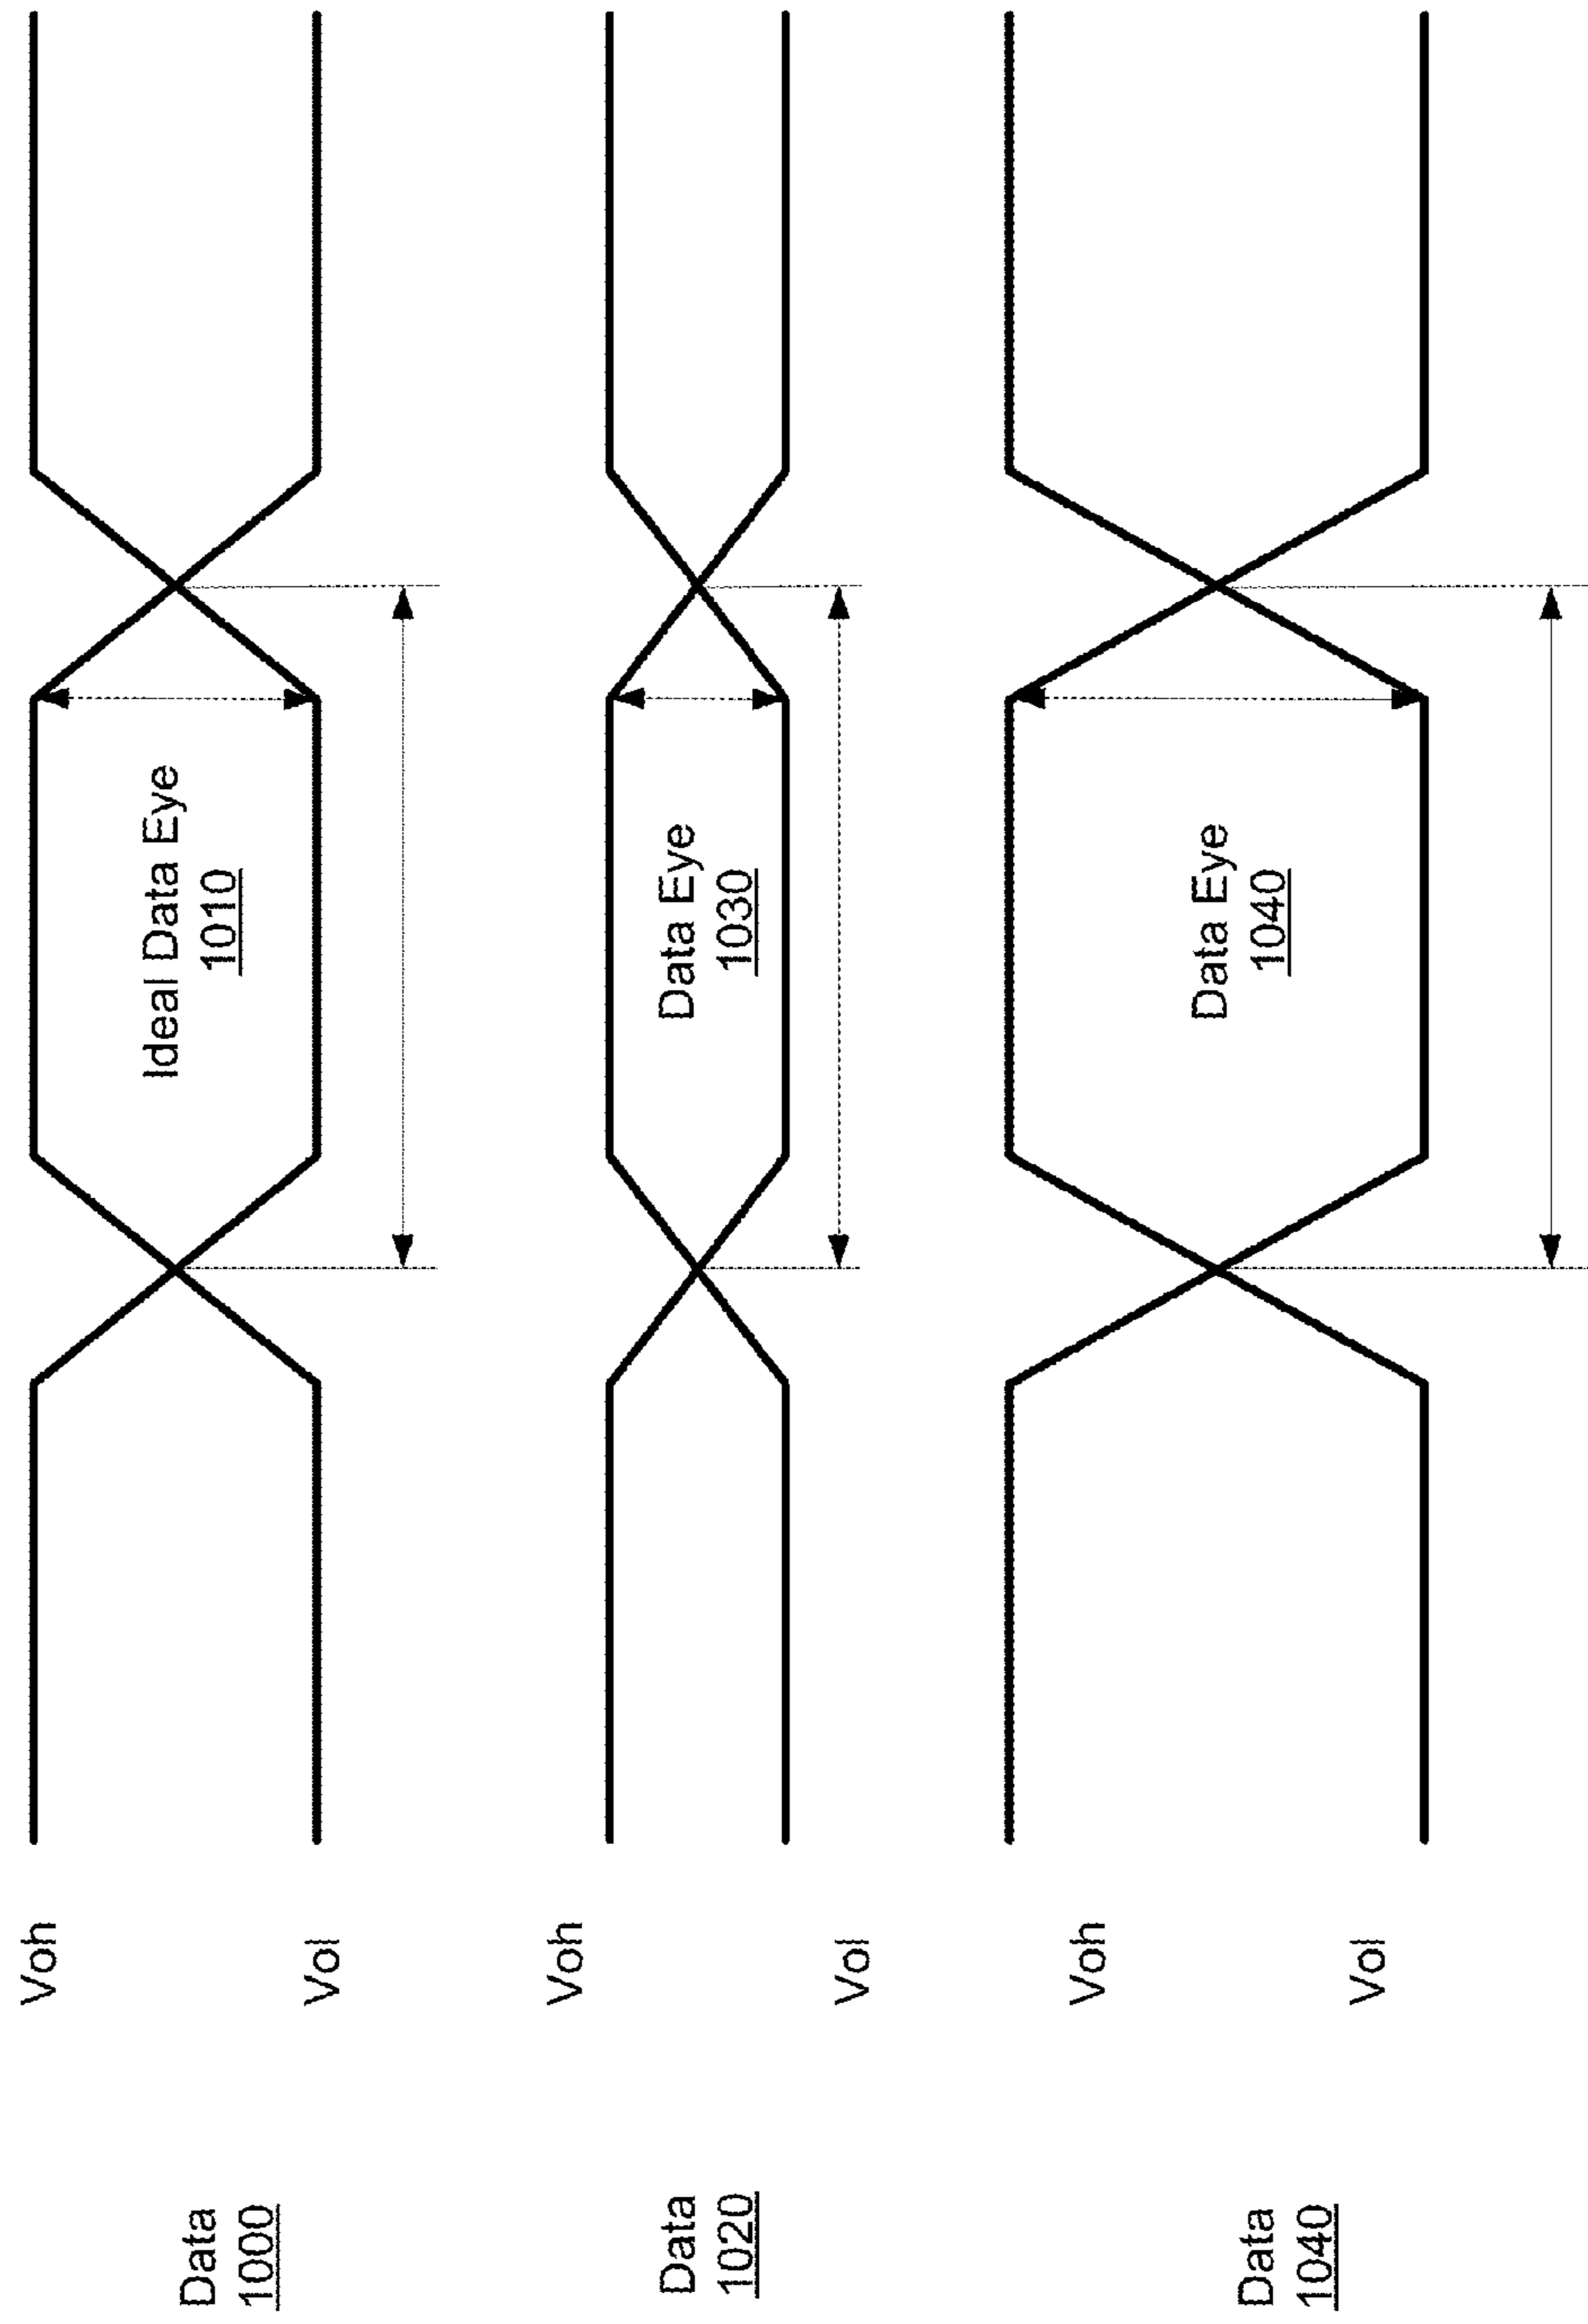 Voh
Data
1000
Ideal Data Eye
1010
Vol
Voh
Data
1020
Data Eye
1030
Vol
Voh
Data
1040
Data Eye
1040
Vol